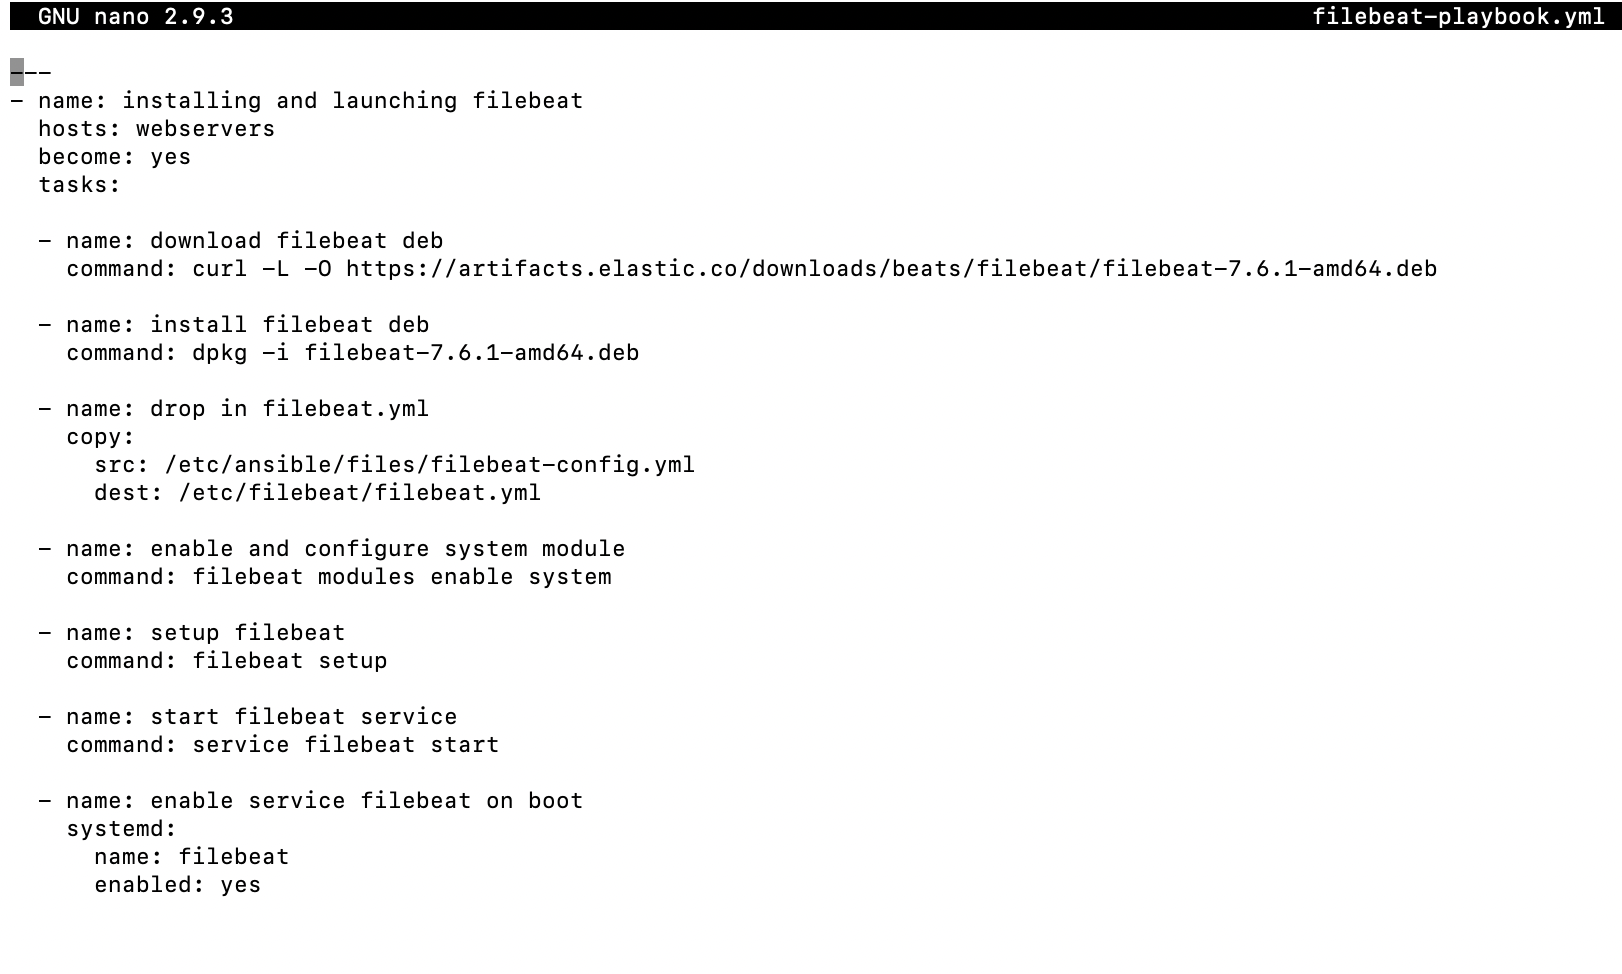 GNU nano 2.9.3 filebeat-playbook.yml
---
- name: installing and launching filebeat
  hosts: webservers
  become: yes
  tasks:

  - name: download filebeat deb
    command: curl -L -O https://artifacts.elastic.co/downloads/beats/filebeat/filebeat-7.6.1-amd64.deb

  - name: install filebeat deb
    command: dpkg -i filebeat-7.6.1-amd64.deb

  - name: drop in filebeat.yml
    copy:
      src: /etc/ansible/files/filebeat-config.yml
      dest: /etc/filebeat/filebeat.yml

  - name: enable and configure system module
    command: filebeat modules enable system

  - name: setup filebeat
    command: filebeat setup

  - name: start filebeat service
    command: service filebeat start

  - name: enable service filebeat on boot
    systemd:
      name: filebeat
      enabled: yes